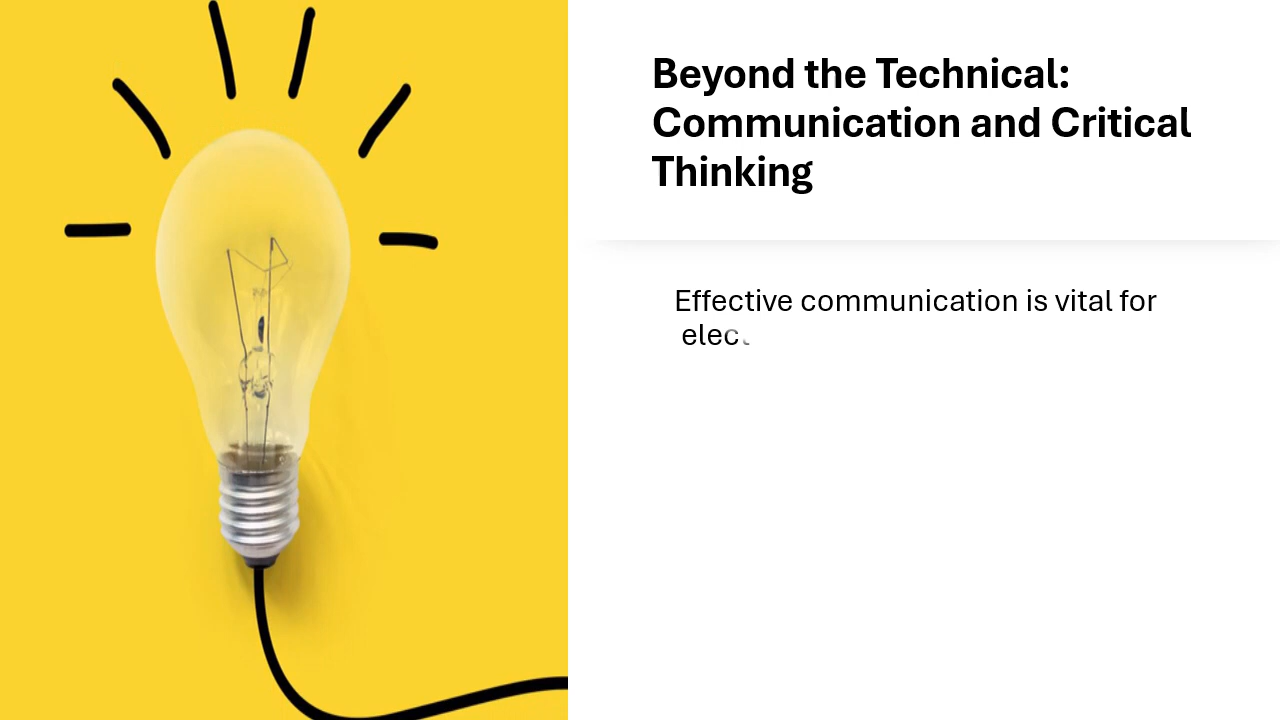 Beyond the Technical:
Communication and Critical
Thinking
Effective communication is vital for